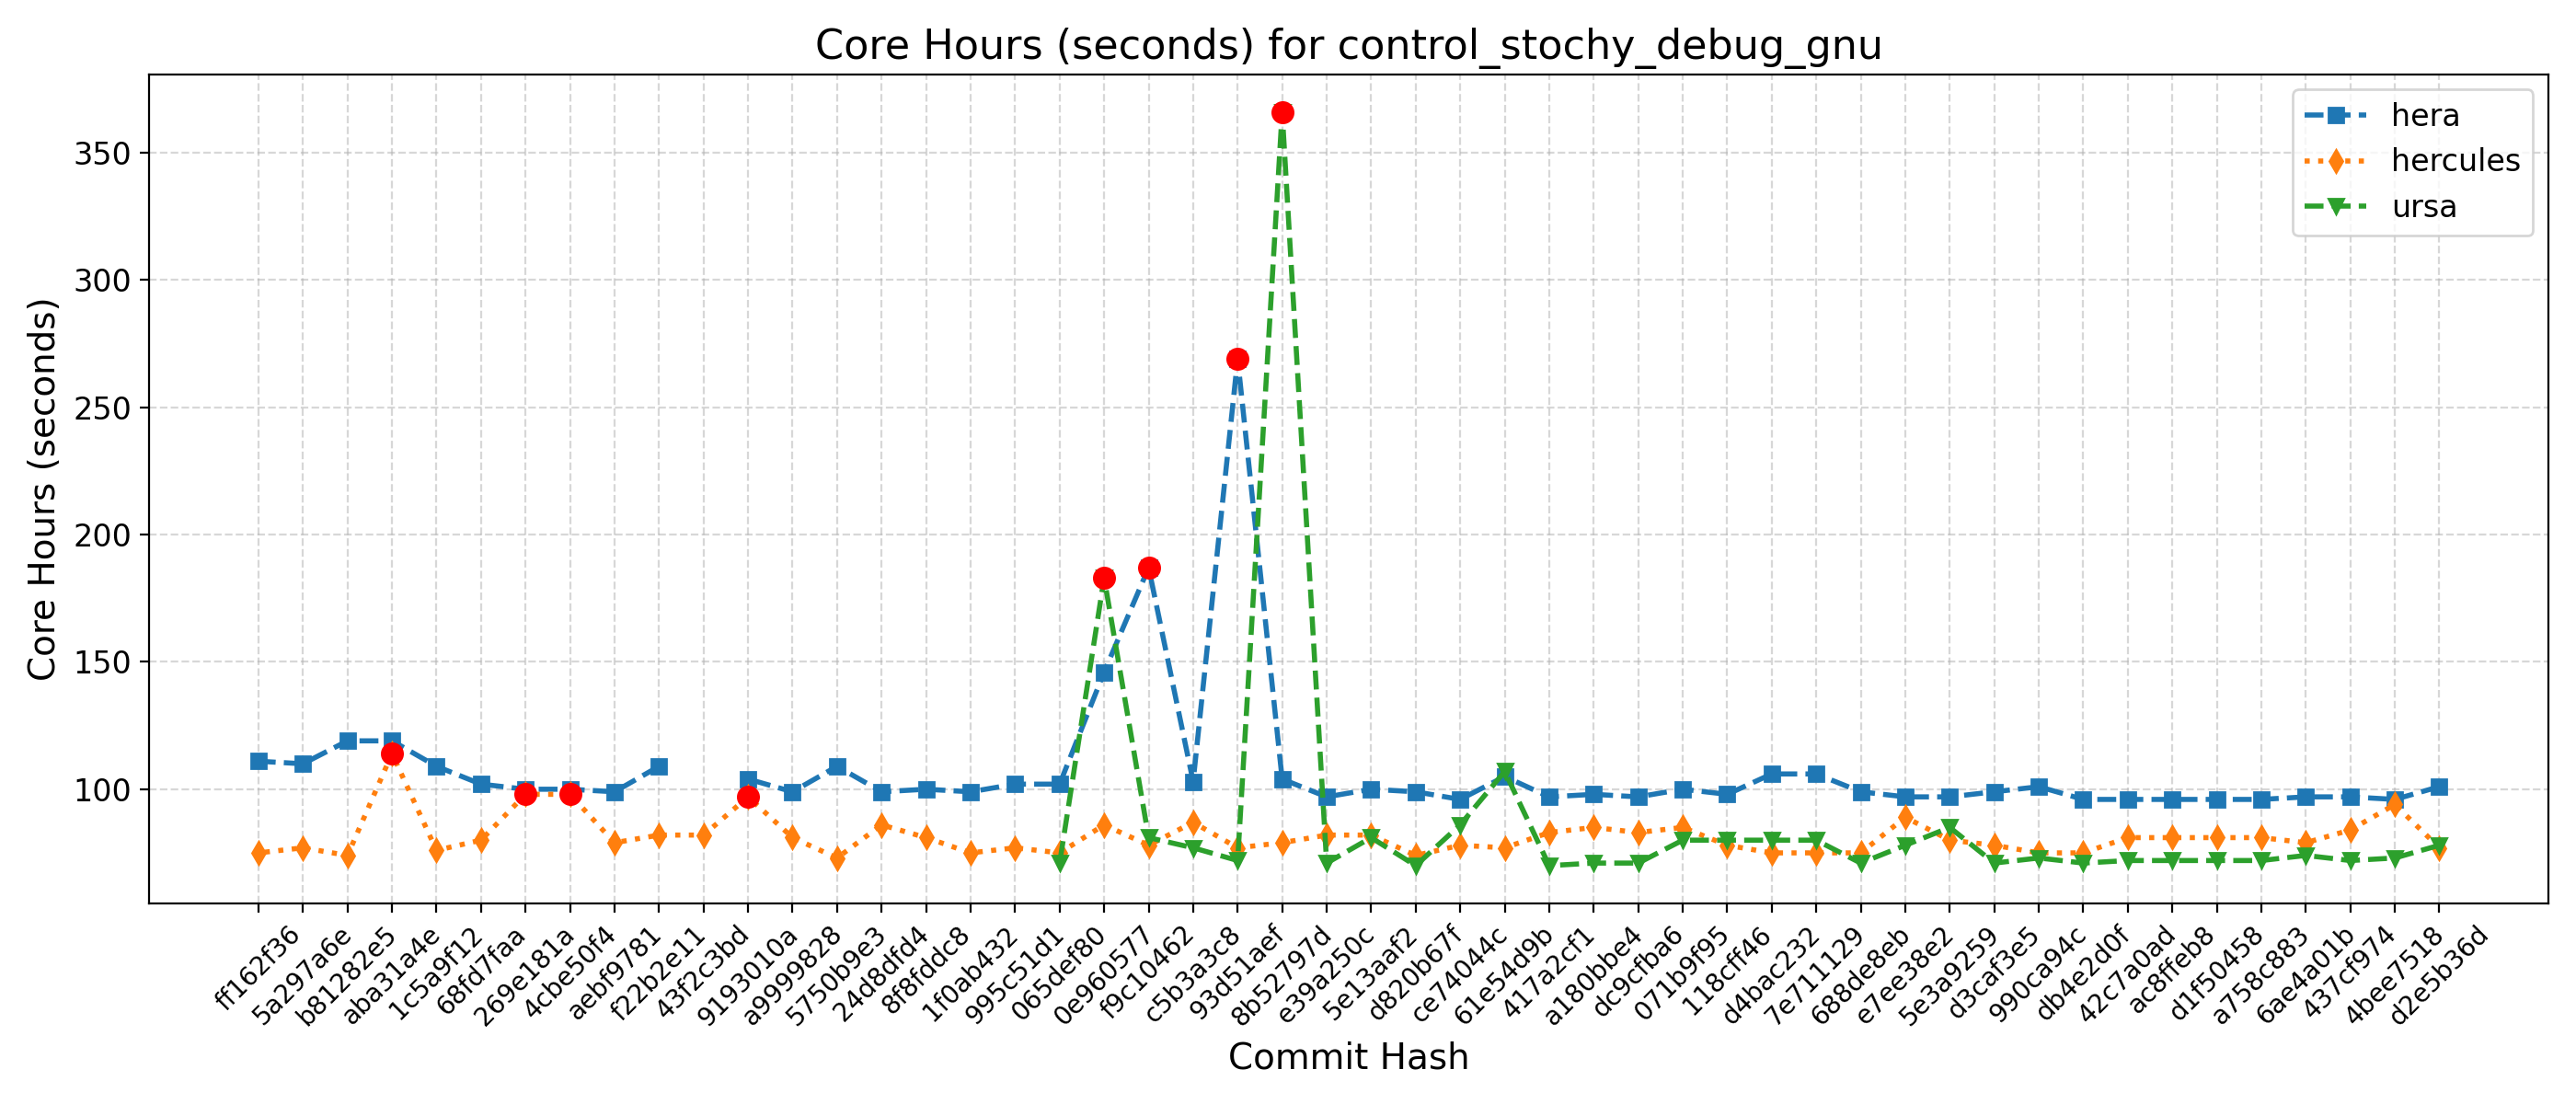 Core Hours (seconds) for control_stochy_debug_gnu
hera
hercules
ursa
Core Hours (seconds)
350
300
250
200
150
100
ff162f36
5a297a6e
b81282e5
aba31a4e
1c5a9f12
68fd7faa
269e181a
4cbe50f4
aebf9781
f22b2e11
43f2c3bd
9193010a
a9999828
5750b9e3
24d8dfd4
8f8fddc8
1f0ab432
995c51d1
065def80
0e960577
f9c10462
c5b3a3c8
93d51aef
8b52797d
e39a250c
5e13aaf2
d820b67f
ce74044c
61e54d9b
417a2cf1
a180bbe4
dc9cfba6
071b9f95
118cff46
d4bac232
7e711129
688de8eb
e7ee38e2
5e3a9259
d3caf3e5
990ca94c
db4e2d0f
42c7a0ad
ac8ffeb8
d1f50458
a758c883
6ae4a01b
437cf974
4bee7518
d2e5b36d
Commit Hash